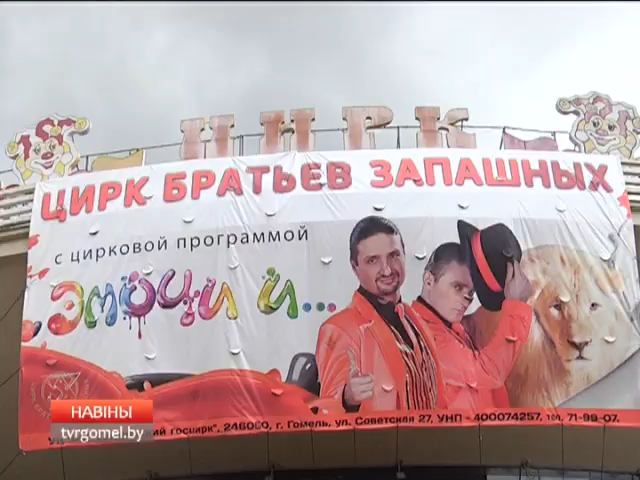 ЦИРК
ЦИРК БРАТЬЕВ ЗАПАШНЫХ
с цирковой программой
Эмоции и...
госцирк", 246050, г. Гомель, ул. Советская 27, УНП - 400074257, тел. 71-99-07.
НАВІНЫ
tvrgomel.by